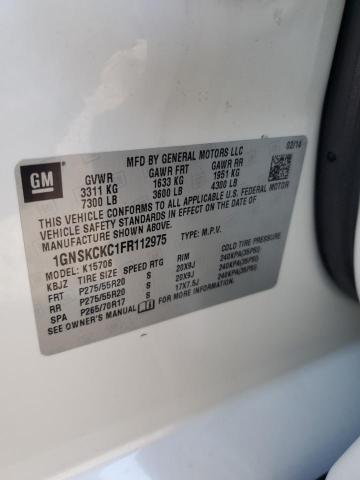 GM
MFD BY GENERAL MOTORS LLC 02/14
GVWR GAWR FRT GAWR RR
3311 KG 1633 KG 1951 KG
7300 LB 3600 LB 4300 LB
THIS VEHICLE CONFORMS TO ALL APPLICABLE U.S. FEDERAL MOTOR
VEHICLE SAFETY STANDARDS IN EFFECT ON THE DATE OF
MANUFACTURE SHOWN ABOVE.
1GNSKCKC1FR112975 TYPE: M.P.V.
MODEL: K15706
KBJZ TIRE SIZE SPEED RTG RIM COLD TIRE PRESSURE
FRT P275/55R20 S 20X9J 240KPA(35PSI)
RR P275/55R20 S 20X9J 240KPA(35PSI)
SPA P265/70R17 S 17X7.5J 240KPA(35PSI)
SEE OWNER'S MANUAL FOR MORE INFORMATION.